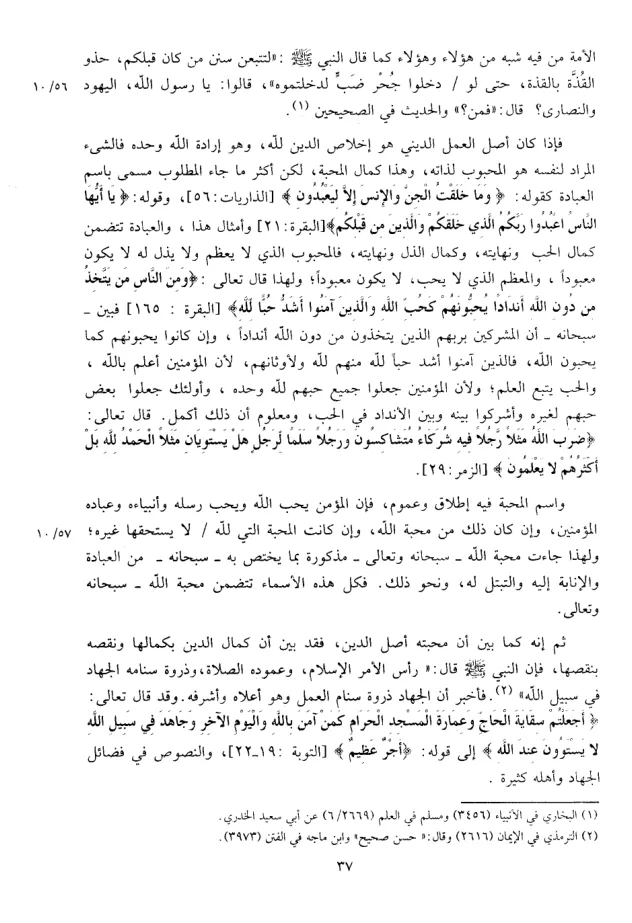 الأمة من فيه شبه من هؤلاء وهؤلاء كما قال النبي ﷺ :«لتتبعن سنن من كان قبلكم، حذو
القُذَّة بالقذة، حتى لو / دخلوا جُحْر ضَبٍّ لدخلتموه»، قالوا: يا رسول الله، اليهود
١٠/٥٦
والنصارى؟ قال:«فمن؟» والحديث في الصحيحين (١).
فإذا كان أصل العمل الديني هو إخلاص الدين لله، وهو إرادة الله وحده فالشىء
المراد لنفسه هو المحبوب لذاته، وهذا كمال المحبة، لكن أكثر ما جاء المطلوب مسمى باسم
العبادة كقوله: ﴿ وَمَا خَلَقْتُ الْجِنَّ وَالإِنسَ إِلاَّ لِيَعْبُدُونِ ﴾ [الذاريات:٥٦]، وقوله:﴿ يَا أَيُّهَا
النَّاسُ اعْبُدُوا رَبَّكُمُ الَّذِي خَلَقَكُمْ وَالَّذِينَ مِن قَبْلِكُمْ﴾[البقرة:٢١] وأمثال هذا ، والعبادة تتضمن
كمال الحب ونهايته، وكمال الذل ونهايته، فالمحبوب الذي لا يعظم ولا يذل له لا يكون
معبوداً ، والمعظم الذي لا يحب، لا يكون معبوداً؛ ولهذا قال تعالى :﴿وَمِنَ النَّاسِ مَن يَتَّخِذُ
مِن دُونِ اللَّهِ أَندَادًا يُحِبُّونَهُمْ كَحُبِّ اللَّهِ وَالَّذِينَ آمَنُوا أَشَدُّ حُبًّا لِّلَّهِ﴾ [البقرة : ١٦٥] فبين ـ
سبحانه ـ أن المشركين بربهم الذين يتخذون من دون الله أنداداً ، وإن كانوا يحبونهم كما
يحبون الله، فالذين آمنوا أشد حباً لله منهم لله ولأوثانهم، لأن المؤمنين أعلم بالله ،
والحب يتبع العلم؛ ولأن المؤمنين جعلوا جميع حبهم لله وحده ، وأولئك جعلوا بعض
حبهم لغيره وأشركوا بينه وبين الأنداد في الحب، ومعلوم أن ذلك أكمل. قال تعالى:
﴿ضَرَبَ اللَّهُ مَثَلاً رَّجُلاً فِيهِ شُرَكَاءُ مُتَشَاكِسُونَ وَرَجُلاً سَلَمًا لِّرَجُلٍ هَلْ يَسْتَوِيَانِ مَثَلاً الْحَمْدُ لِلَّهِ بَلْ
أَكْثَرُهُمْ لا يَعْلَمُونَ ﴾ [الزمر:٢٩].
واسم المحبة فيه إطلاق وعموم، فإن المؤمن يحب الله ويحب رسله وأنبياءه وعباده
المؤمنين، وإن كان ذلك من محبة الله، وإن كانت المحبة التي لله / لا يستحقها غيره؛
١٠/٥٧
ولهذا جاءت محبة الله ـ سبحانه وتعالى ـ مذكورة بما يختص به ـ سبحانه ـ من العبادة
والإنابة إليه والتبتل له، ونحو ذلك. فكل هذه الأسماء تتضمن محبة الله ـ سبحانه
وتعالى.
ثم إنه كما بين أن محبته أصل الدين، فقد بين أن كمال الدين بكمالها ونقصه
بنقصها، فإن النبي ﷺ قال:« رأس الأمر الإسلام، وعموده الصلاة،وذروة سنامه الجهاد
في سبيل الله» (٢).فأخبر أن الجهاد ذروة سنام العمل وهو أعلاه وأشرفه.وقد قال تعالى:
﴿ أَجَعَلْتُمْ سِقَايَةَ الْحَاجِّ وَعِمَارَةَ الْمَسْجِدِ الْحَرَامِ كَمَنْ آمَنَ بِاللَّهِ وَالْيَوْمِ الآخِرِ وَجَاهَدَ فِي سَبِيلِ اللَّهِ
لا يَسْتَوُونَ عِندَ اللَّهِ ﴾ إلى قوله: ﴿أَجْرٌ عَظِيمٌ ﴾ [التوبة :١٩ـ٢٢]، والنصوص في فضائل
الجهاد وأهله كثيرة .
(١) البخاري في الأنبياء (٣٤٥٦) ومسلم في العلم (٦/٢٦٦٩) عن أبي سعيد الخدري.
(٢) الترمذي في الإيمان (٢٦١٦) وقال:« حسن صحيح» وابن ماجه في الفتن (٣٩٧٣).
٣٧